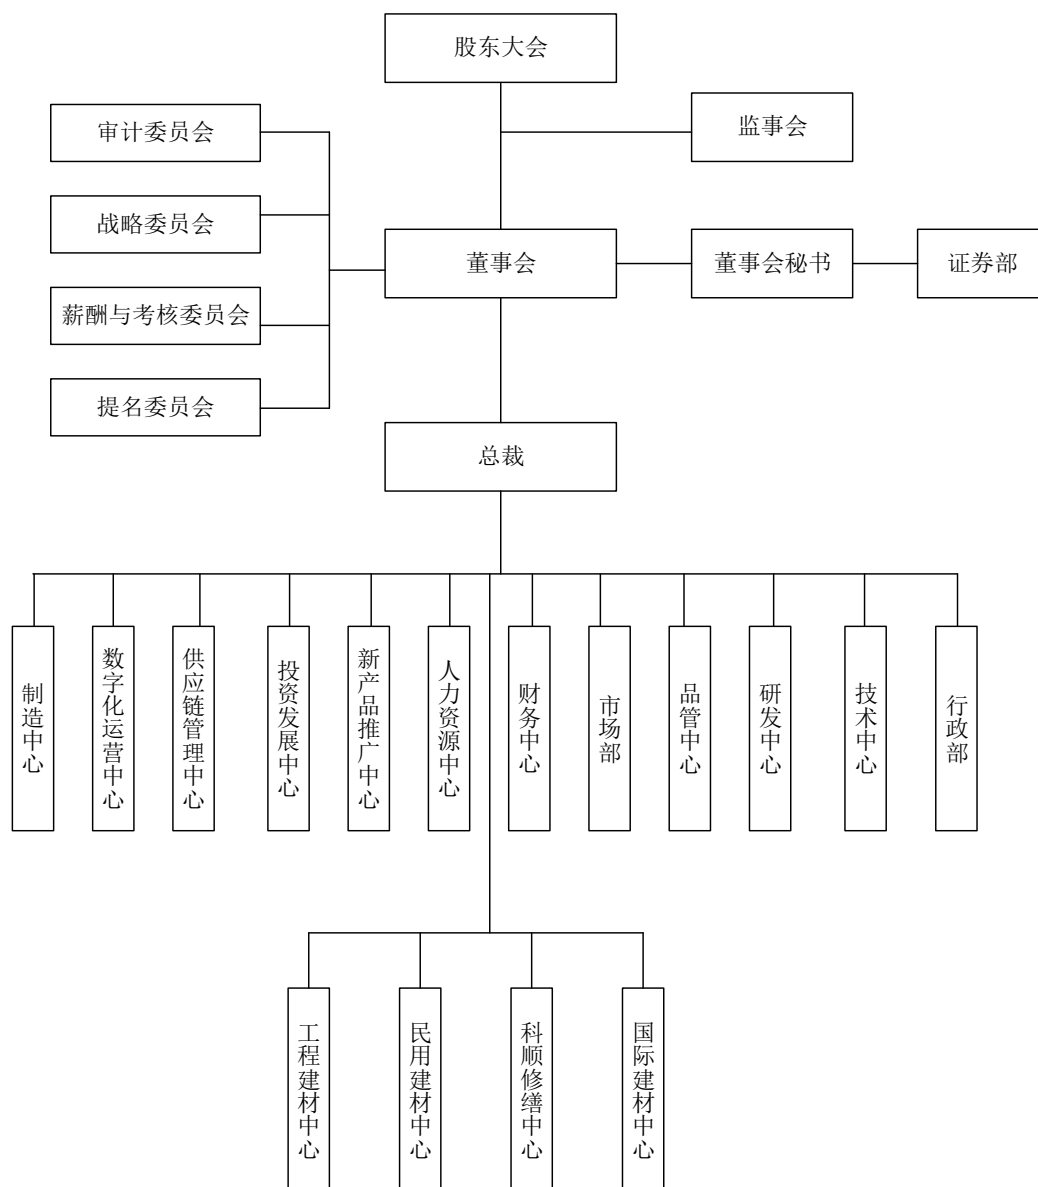 股东大会
审计委员会
监事会
战略委员会
董事会
董事会秘书
证券部
薪酬与考核委员会
提名委员会
总裁
制造中心
数字化运营中心
供应链管理中心
投资发展中心
新产品推广中心
人力资源中心
财务中心
市场部
品管中心
研发中心
技术中心
行政部
工程建材中心
民用建材中心
科顺修缮中心
国际建材中心